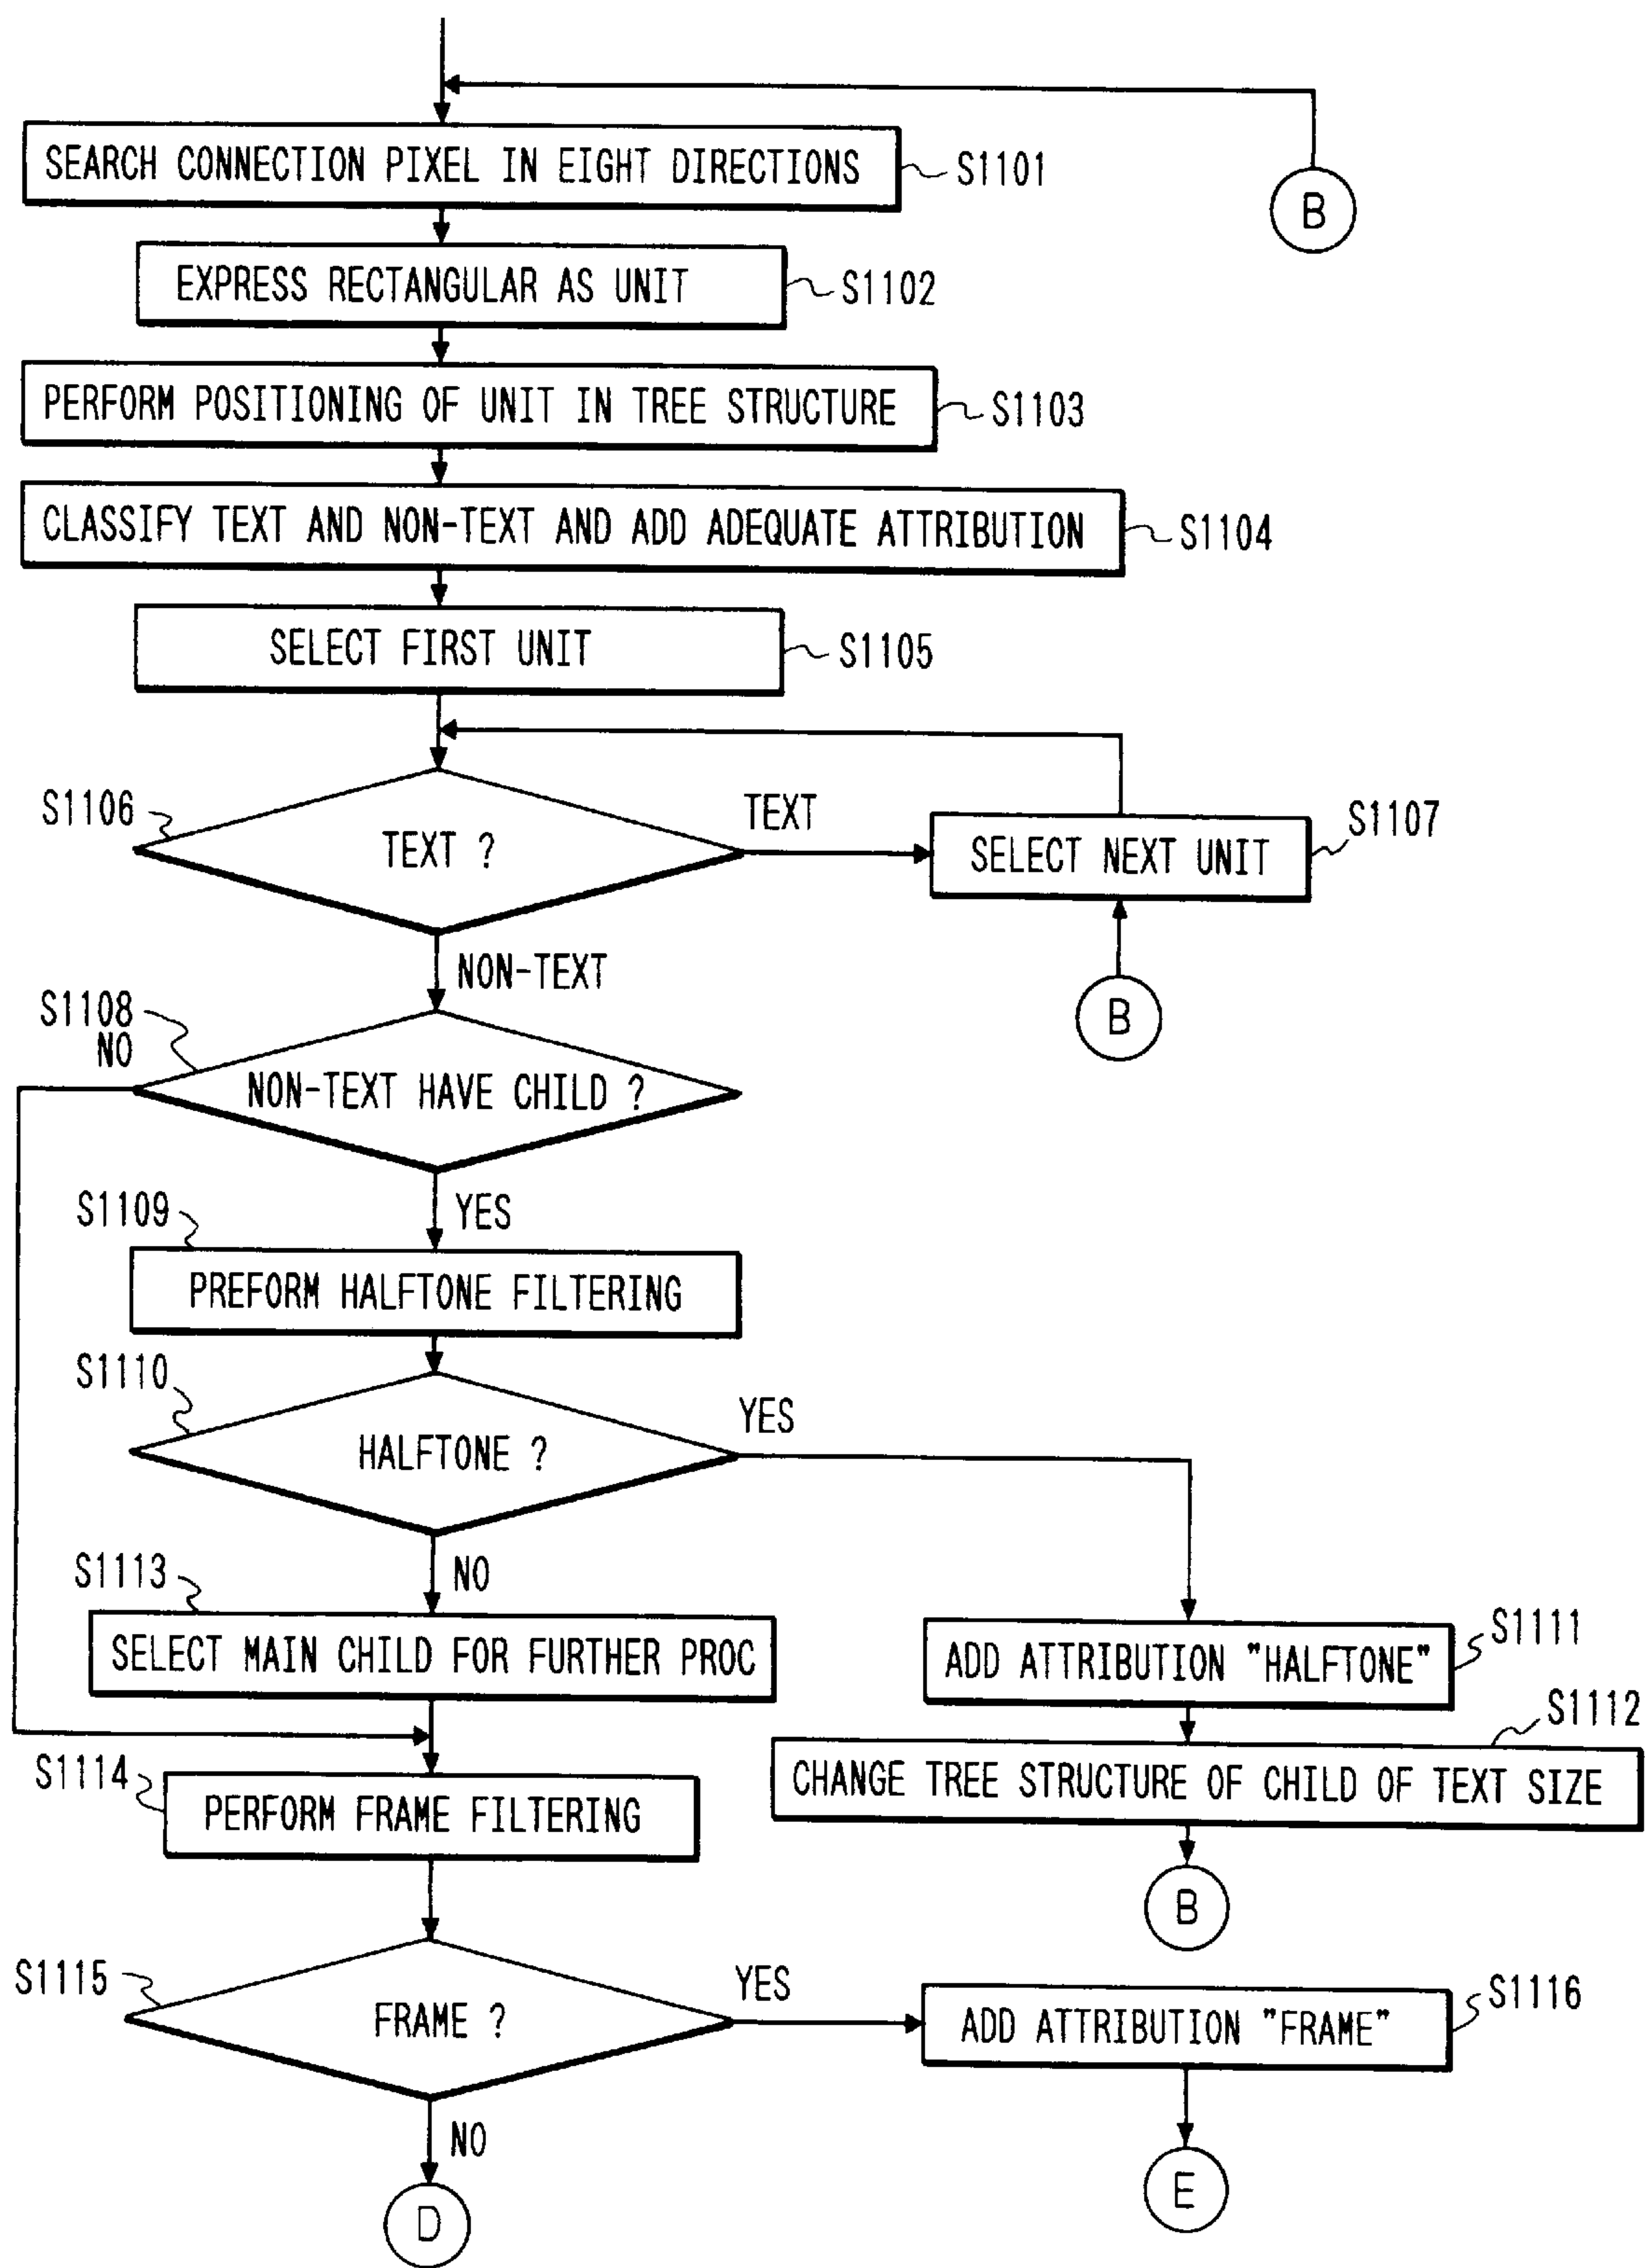 SEARCH CONNECTION PIXEL IN EIGHT DIRECTIONS
S1101
B
EXPRESS RECTANGULAR AS UNIT
S1102
PERFORM POSITIONING OF UNIT IN TREE STRUCTURE
S1103
CLASSIFY TEXT AND NON-TEXT AND ADD ADEQUATE ATTRIBUTION
S1104
SELECT FIRST UNIT
S1105
S1106
TEXT ?
TEXT
SELECT NEXT UNIT
S1107
B
NON-TEXT
S1108
NO
NON-TEXT HAVE CHILD ?
YES
S1109
PREFORM HALFTONE FILTERING
S1110
HALFTONE ?
YES
NO
S1113
SELECT MAIN CHILD FOR FURTHER PROC
ADD ATTRIBUTION "HALFTONE"
S1111
S1112
CHANGE TREE STRUCTURE OF CHILD OF TEXT SIZE
B
S1114
PERFORM FRAME FILTERING
S1115
FRAME ?
YES
ADD ATTRIBUTION "FRAME"
S1116
NO
D
E